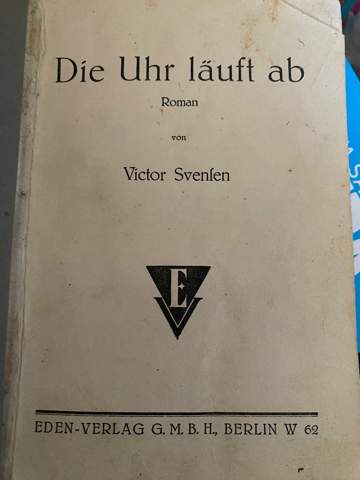 Die Uhr läuft ab
Roman
von
Victor Svenſen
E
EDEN-VERLAG G. M. B. H., BERLIN W 62